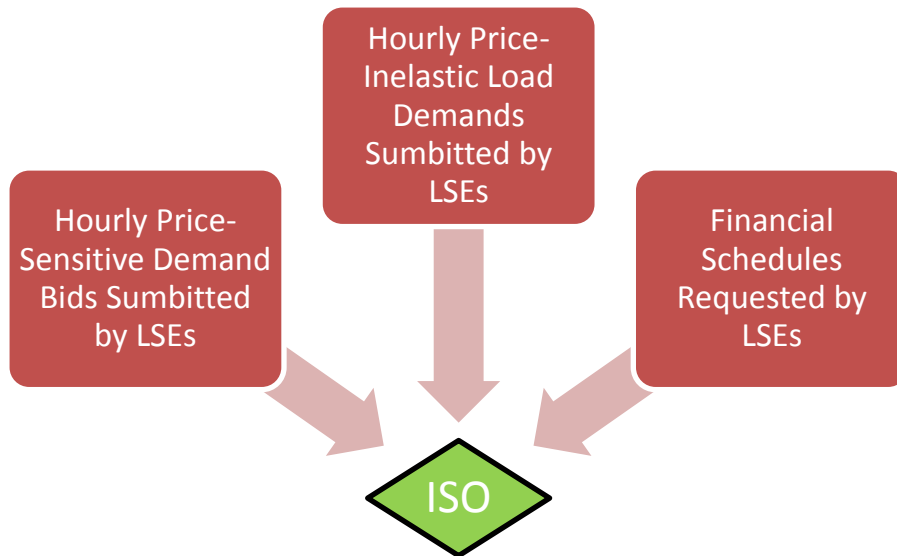 Hourly Price-
Sensitive Demand
Bids Sumbitted
by LSEs
Hourly Price-
Inelastic Load
Demands
Sumbitted by
LSEs
Financial
Schedules
Requested by
LSEs
ISO